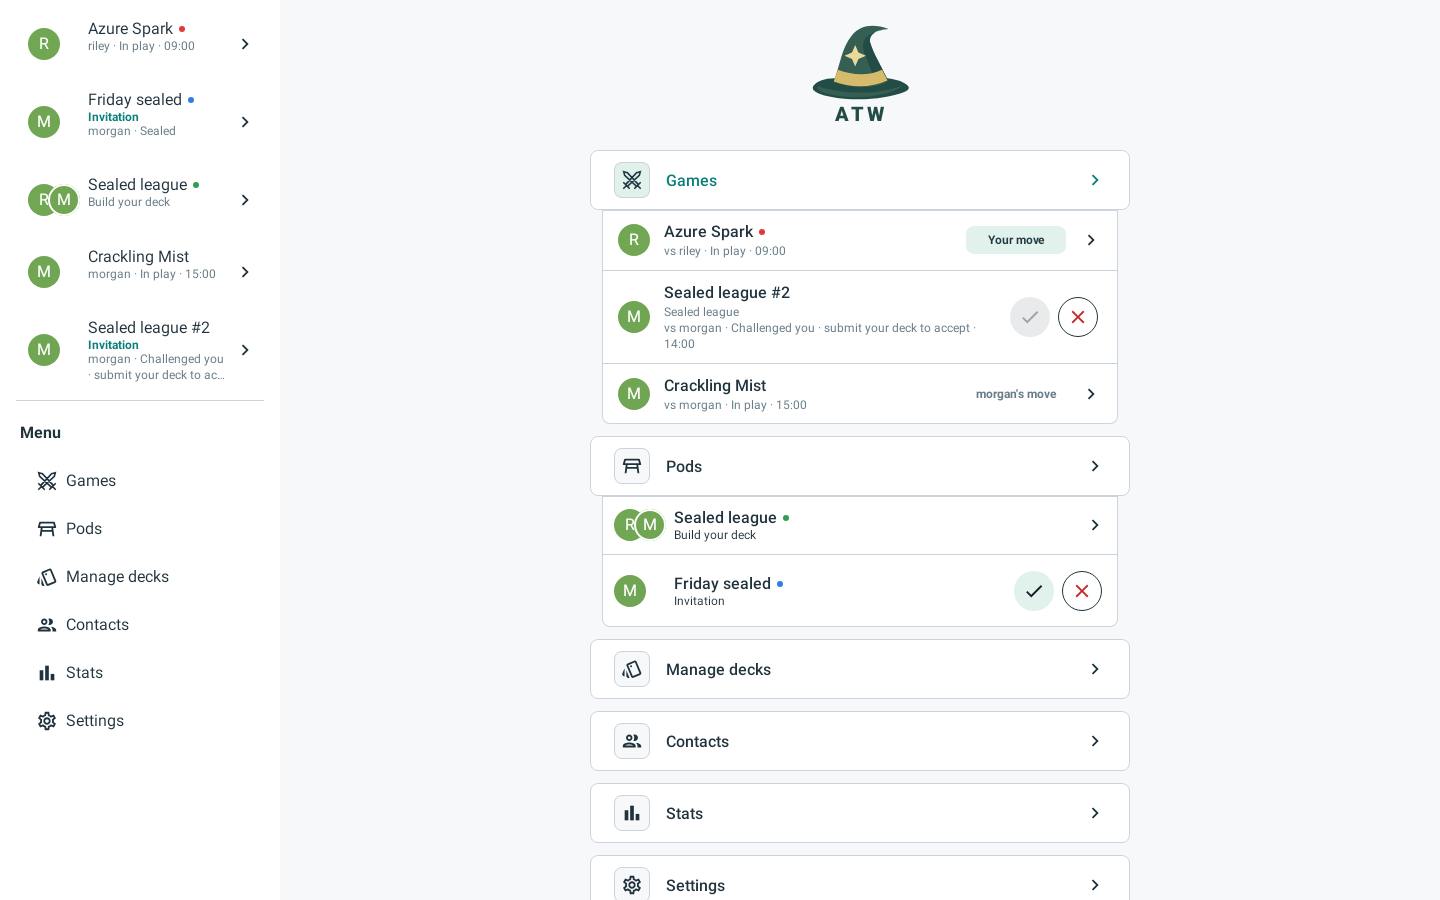 R
Azure Spark
riley · In play · 09:00
M
Friday sealed
Invitation
morgan · Sealed
R M
Sealed league
Build your deck
M
Crackling Mist
morgan · In play · 15:00
M
Sealed league #2
Invitation
morgan · Challenged you
· submit your deck to ac...
Menu
Games
Pods
Manage decks
Contacts
Stats
Settings
ATW
Games
R
Azure Spark
vs riley · In play · 09:00
Your move
M
Sealed league #2
Sealed league
vs morgan · Challenged you · submit your deck to accept ·
14:00
M
Crackling Mist
vs morgan · In play · 15:00
morgan's move
Pods
R M
Sealed league
Build your deck
M
Friday sealed
Invitation
Manage decks
Contacts
Stats
Settings